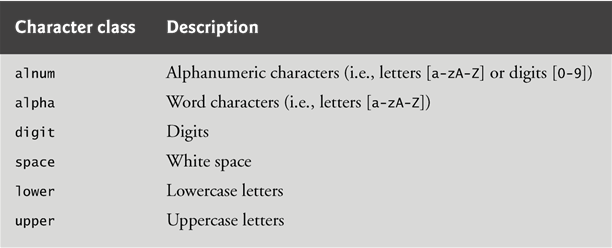 Character class Description
alnum Alphanumeric characters (i.e., letters [a-zA-Z] or digits [0-9])
alpha Word characters (i.e., letters [a-zA-Z])
digit Digits
space White space
lower Lowercase letters
upper Uppercase letters